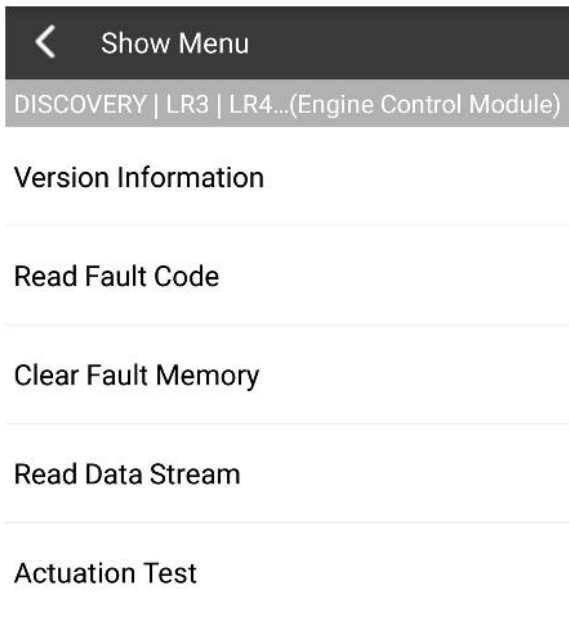 Show Menu
DISCOVERY | LR3 | LR4...(Engine Control Module)
Version Information
Read Fault Code
Clear Fault Memory
Read Data Stream
Actuation Test